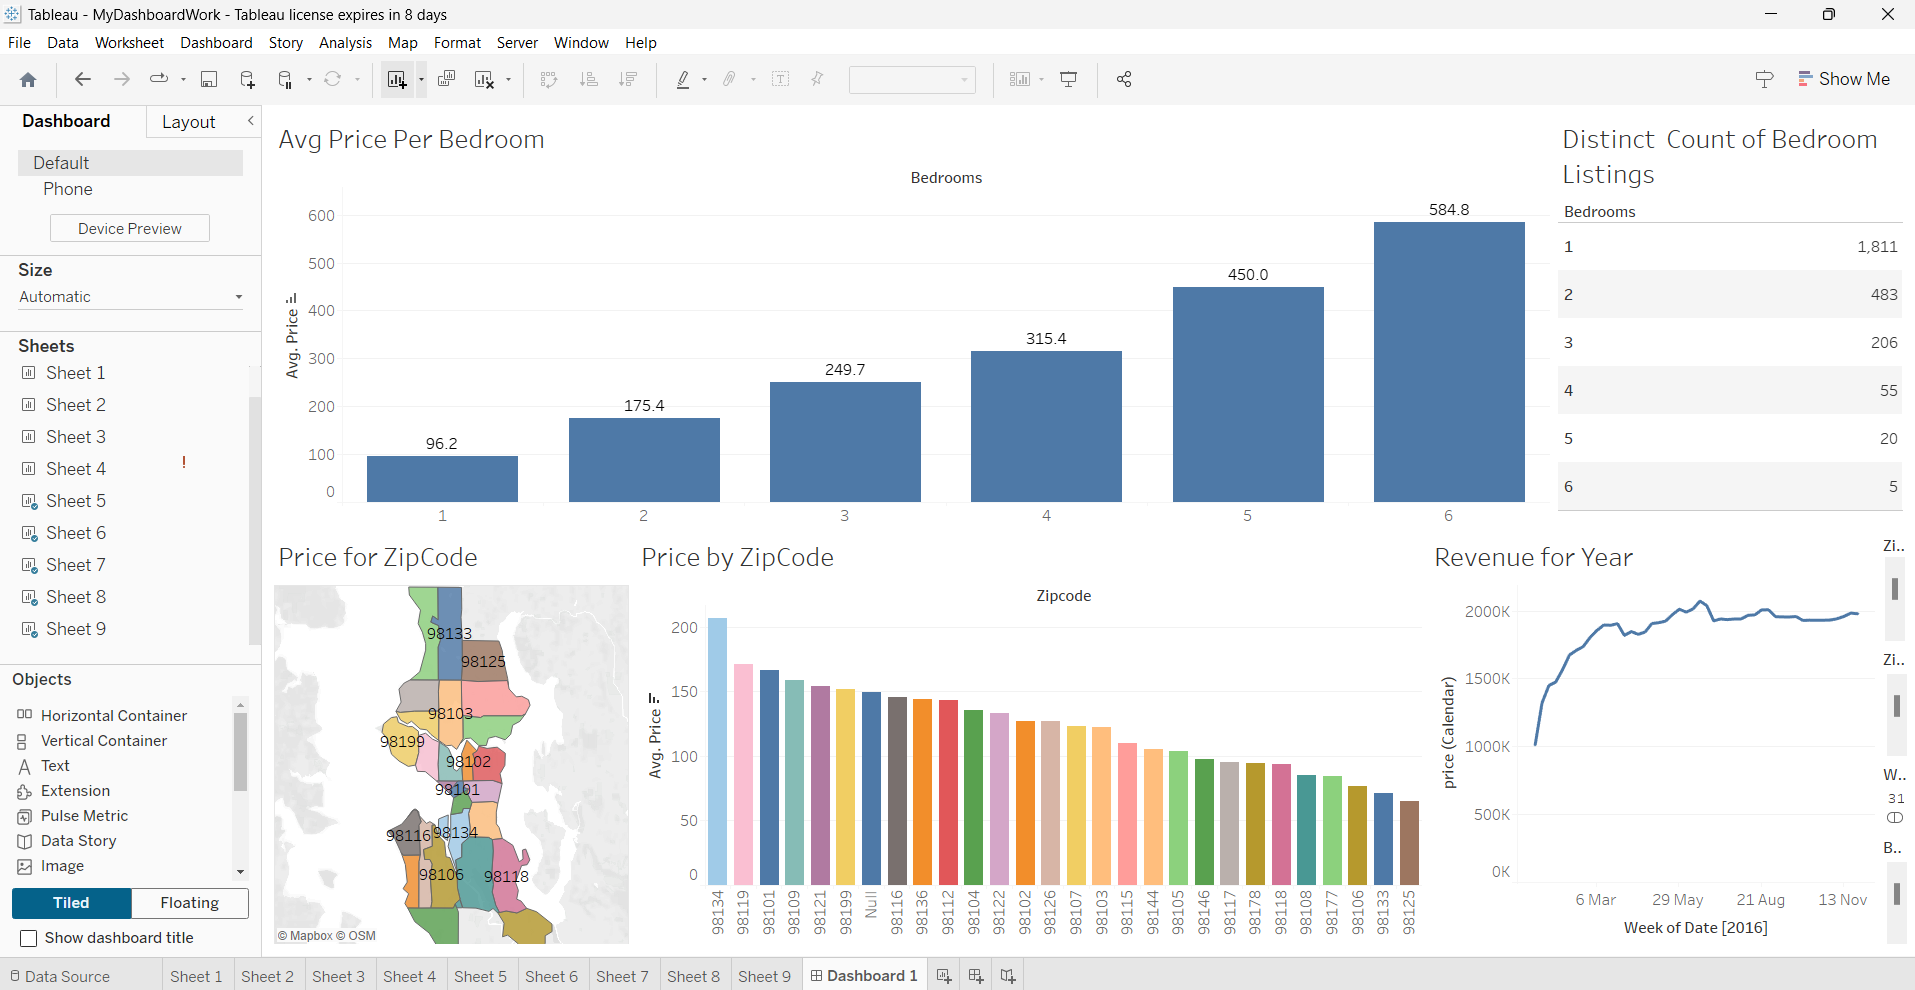 Tableau - MyDashboardWork - Tableau license expires in 8 days
File Data Worksheet Dashboard Story Analysis Map Format Server Window Help
Show Me
Dashboard Layout
Default
Phone
Device Preview
Size
Automatic
Sheets
Sheet 1
Sheet 2
Sheet 3
Sheet 4 !
Sheet 5
Sheet 6
Sheet 7
Sheet 8
Sheet 9
Objects
Horizontal Container
Vertical Container
Text
Extension
Pulse Metric
Data Story
Image
Tiled Floating
Show dashboard title
Avg Price Per Bedroom
Bedrooms
Avg. Price
600
500
400
300
200
100
0
96.2
175.4
249.7
315.4
450.0
584.8
1 2 3 4 5 6
Distinct Count of Bedroom
Listings
Bedrooms
1 1,811
2 483
3 206
4 55
5 20
6 5
Price for ZipCode
98133
98125
98103
98199
98102
98101
98116 98134
98106 98118
© Mapbox © OSM
Price by ZipCode
Zipcode
Avg. Price
200
150
100
50
0
98134 98119 98101 98109 98121 98199 Null 98116 98136 98112 98104 98122 98102 98126 98107 98103 98115 98144 98105 98146 98117 98178 98118 98108 98177 98106 98133 98125
Revenue for Year
price (Calendar)
2000K
1500K
1000K
500K
0K
6 Mar 29 May 21 Aug 13 Nov
Week of Date [2016]
Zi..
Zi..
W..
31
B..
Data Source Sheet 1 Sheet 2 Sheet 3 Sheet 4 Sheet 5 Sheet 6 Sheet 7 Sheet 8 Sheet 9 Dashboard 1